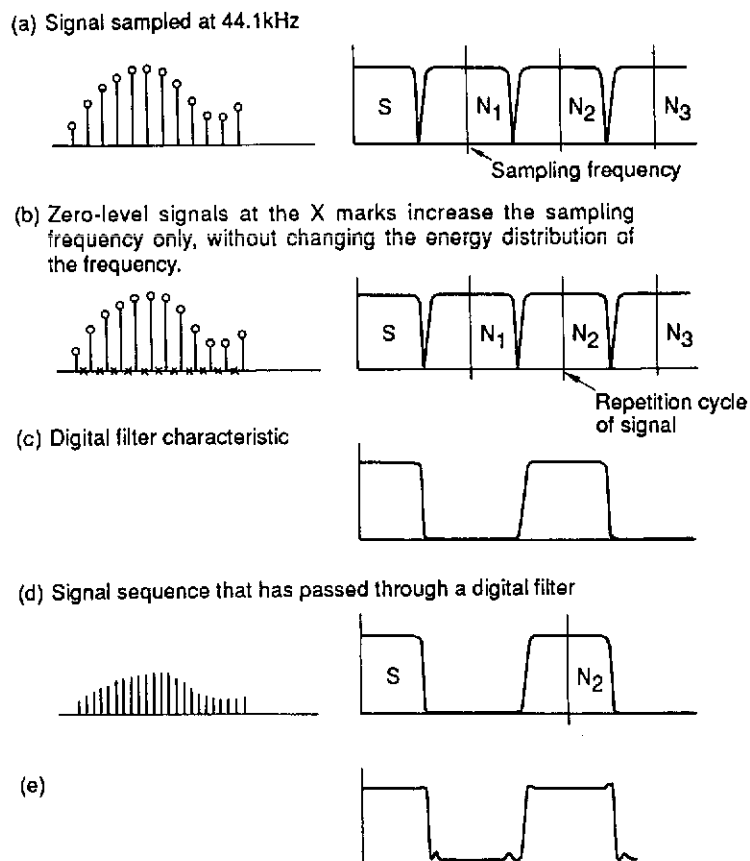 (a) Signal sampled at 44.1kHz
S
N1
N2
N3
Sampling frequency
(b) Zero-level signals at the X marks increase the sampling
frequency only, without changing the energy distribution of
the frequency.
S
N1
N2
N3
Repetition cycle
of signal
(c) Digital filter characteristic
(d) Signal sequence that has passed through a digital filter
S
N2
(e)